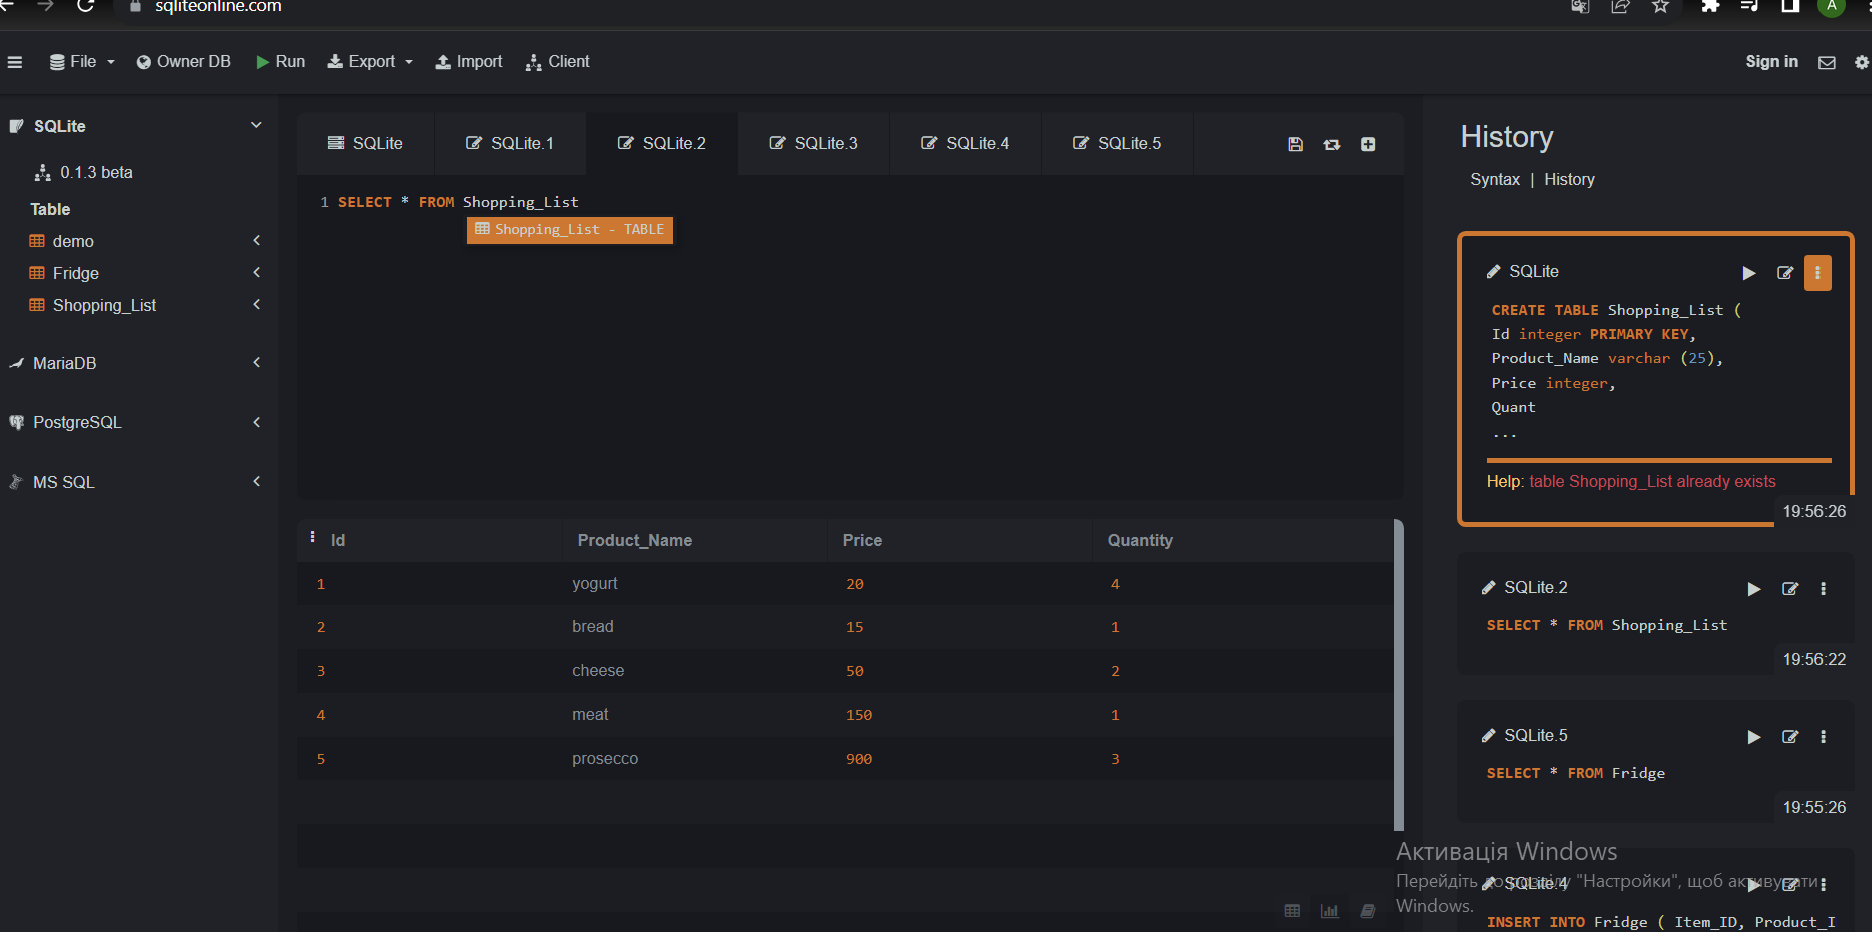 sqliteonline.com
A
File
Owner DB
Run
Export
Import
Client
Sign in
SQLite
0.1.3 beta
Table
demo
Fridge
Shopping_List
MariaDB
PostgreSQL
MS SQL
SQLite
SQLite.1
SQLite.2
SQLite.3
SQLite.4
SQLite.5
1 SELECT * FROM Shopping_List
Shopping_List - TABLE
Id Product_Name Price Quantity
1 yogurt 20 4
2 bread 15 1
3 cheese 50 2
4 meat 150 1
5 prosecco 900 3
History
Syntax | History
SQLite
CREATE TABLE Shopping_List (
Id integer PRIMARY KEY,
Product_Name varchar (25),
Price integer,
Quant
...
Help: table Shopping_List already exists
19:56:26
SQLite.2
SELECT * FROM Shopping_List
19:56:22
SQLite.5
SELECT * FROM Fridge
19:55:26
Активація Windows
Перейдіть до розділу "Настройки", щоб активувати
Windows.
SQLite.4
INSERT INTO Fridge ( Item_ID, Product_I